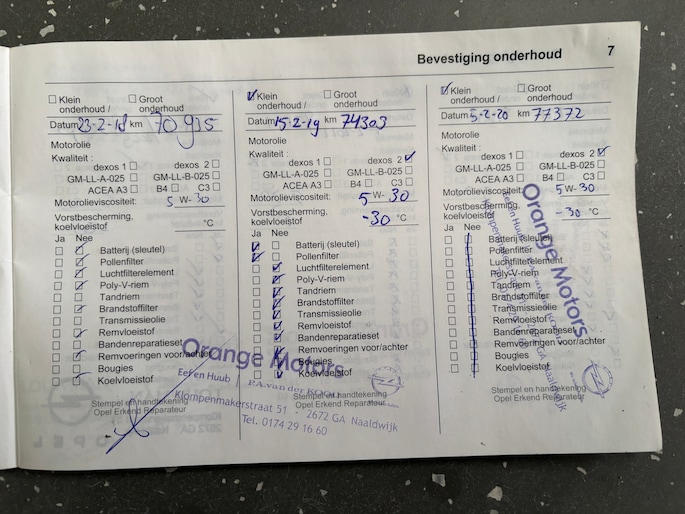 Bevestiging onderhoud 7
Klein onderhoud /
Groot onderhoud
Datum 23-2-18 km 70935
Motorolie
Kwaliteit :
dexos 1 dexos 2
GM-LL-A-025 GM-LL-B-025
ACEA A3 B4 C3
Motorolieviscositeit: 5 W- 30
Vorstbescherming,
koelvloeistof °C
Ja Nee
Batterij (sleutel)
Pollenfilter
Luchtfilterelement
Poly-V-riem
Tandriem
Brandstoffilter
Transmissieolie
Remvloeistof
Bandenreparatieset
Remvoeringen voor/achter
Bougies
Koelvloeistof
Stempel en handtekening
Opel Erkend Reparateur
Klein onderhoud /
Groot onderhoud
Datum 15-2-19 km 74303
Motorolie
Kwaliteit :
dexos 1 dexos 2
GM-LL-A-025 GM-LL-B-025
ACEA A3 B4 C3
Motorolieviscositeit: 5 W- 30
Vorstbescherming,
koelvloeistof -30 °C
Ja Nee
Batterij (sleutel)
Pollenfilter
Luchtfilterelement
Poly-V-riem
Tandriem
Brandstoffilter
Transmissieolie
Remvloeistof
Bandenreparatieset
Remvoeringen voor/achter
Bougies
Koelvloeistof
Stempel en handtekening
Opel Erkend Reparateur
Orange Motors
Eef en Huub
P.A. van der
Klompenmakerstraat 51 · 2672 GA Naaldwijk
Tel. 0174 29 16 60
Klein onderhoud /
Groot onderhoud
Datum 5-2-20 km 77372
Motorolie
Kwaliteit :
dexos 1 dexos 2
GM-LL-A-025 GM-LL-B-025
ACEA A3 B4 C3
Motorolieviscositeit: 5 W- 30
Vorstbescherming,
koelvloeistof -30 °C
Ja Nee
Batterij (sleutel)
Pollenfilter
Luchtfilterelement
Poly-V-riem
Tandriem
Brandstoffilter
Transmissieolie
Remvloeistof
Bandenreparatieset
Remvoeringen voor/achter
Bougies
Koelvloeistof
Stempel en handtekening
Opel Erkend Reparateur
Orange Motors
Eef en Huub
GA Naaldwijk